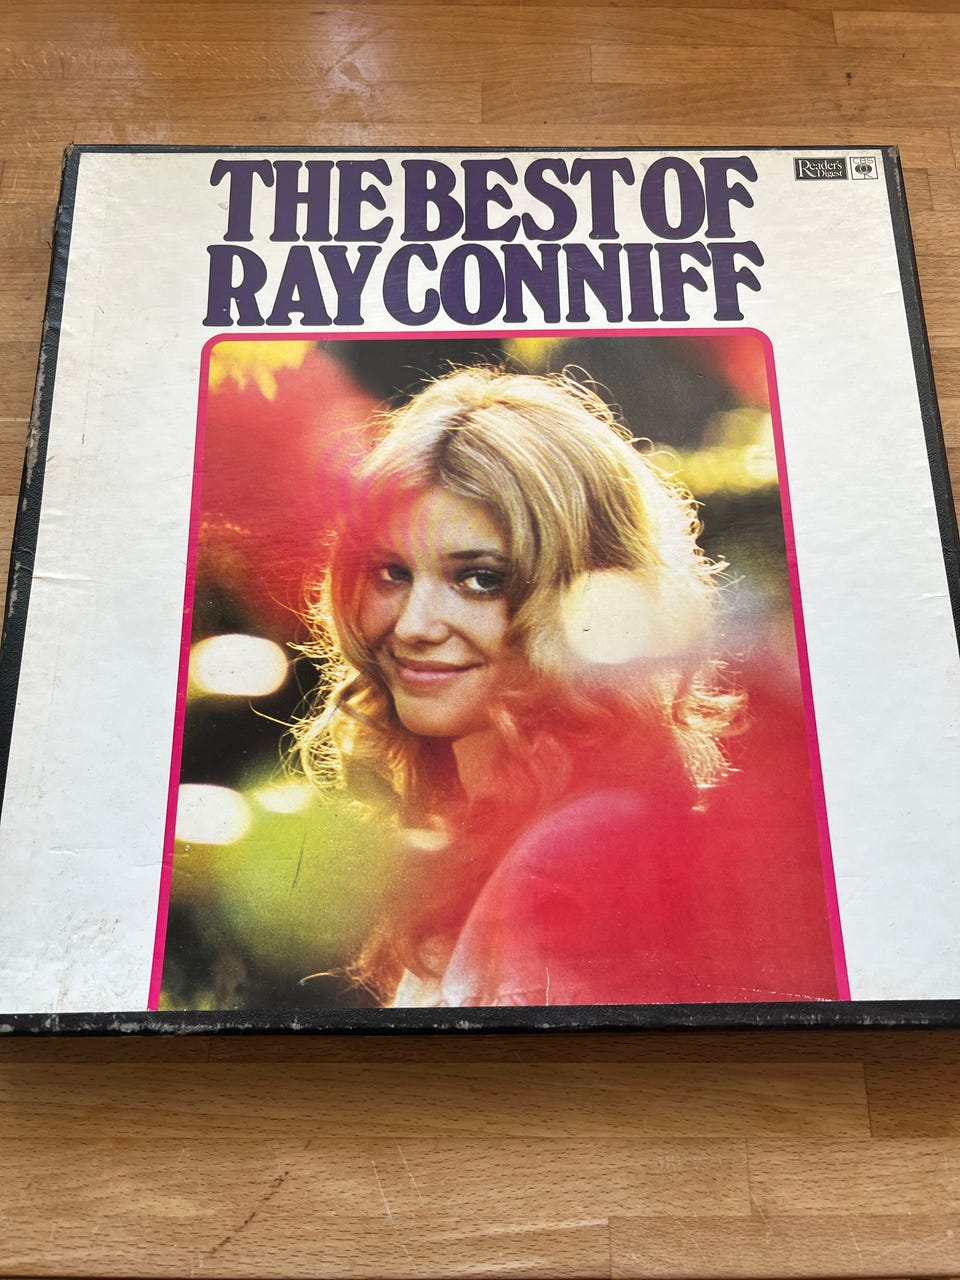 THE BEST OF
RAY CONNIFF
Reader's
Digest
CBS